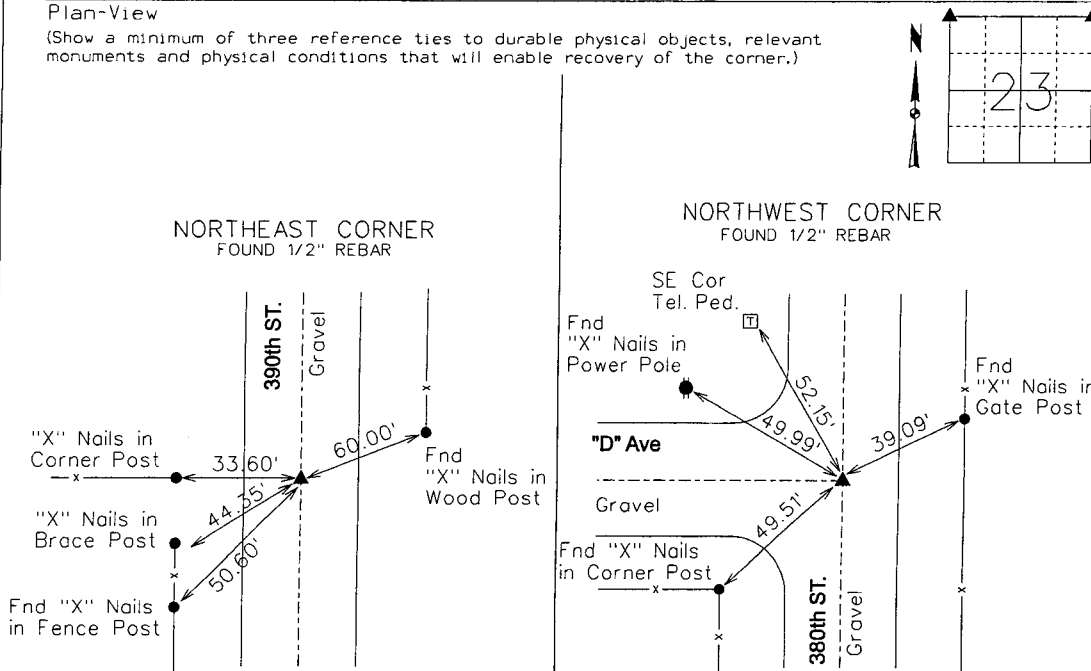 Plan-View
(Show a minimum of three reference ties to durable physical objects, relevant
monuments and physical conditions that will enable recovery of the corner.)
N
23
NORTHEAST CORNER
FOUND 1/2" REBAR
390th ST.
Gravel
"X" Nails in
Corner Post
33.60'
60.00'
Fnd
"X" Nails in
Wood Post
44.35'
"X" Nails in
Brace Post
50.60'
Fnd "X" Nails
in Fence Post
NORTHWEST CORNER
FOUND 1/2" REBAR
SE Cor
Tel. Ped.
T
Fnd
"X" Nails in
Power Pole
52.15'
49.99'
39.09'
Fnd
"X" Nails in
Gate Post
"D" Ave
Gravel
49.51'
Fnd "X" Nails
in Corner Post
380th ST.
Gravel